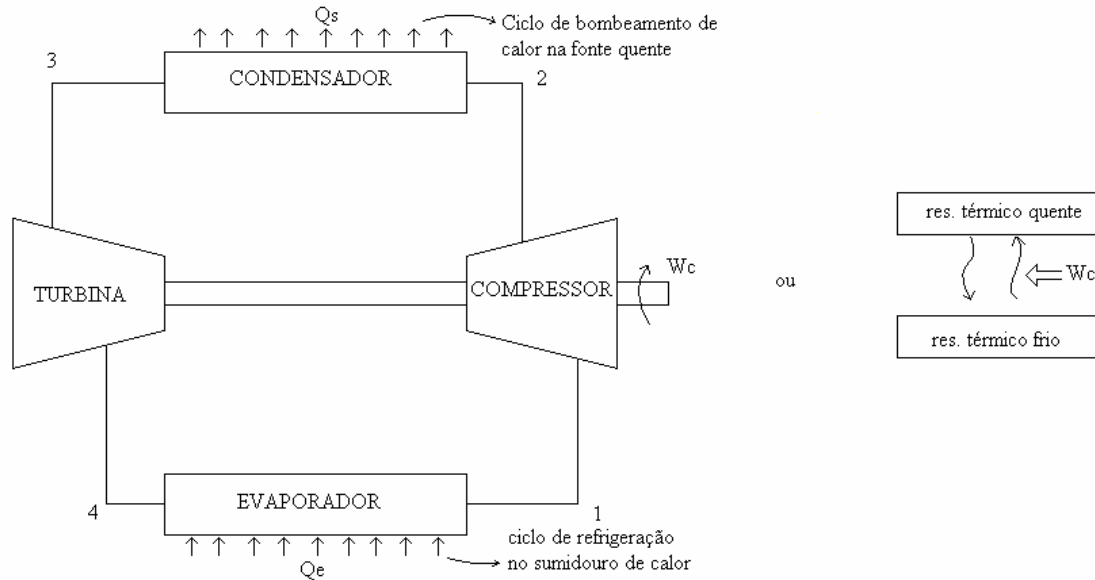 Qs
Ciclo de bombeamento de
calor na fonte quente
3
CONDENSADOR
2
res. térmico quente
Wc
TURBINA
COMPRESSOR
ou
Wc
res. térmico frio
EVAPORADOR
4
1
ciclo de refrigeração
no sumidouro de calor
Qe